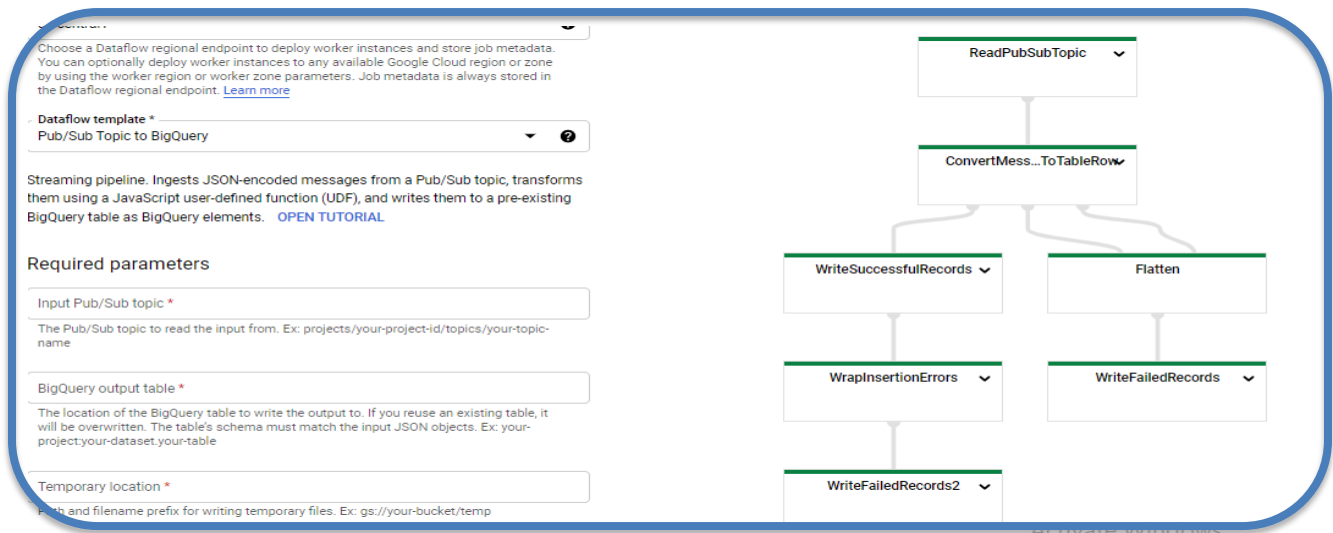 Choose a Dataflow regional endpoint to deploy worker instances and store job metadata.
You can optionally deploy worker instances to any available Google Cloud region or zone
by using the worker region or worker zone parameters. Job metadata is always stored in
the Dataflow regional endpoint. Learn more
Dataflow template *
Pub/Sub Topic to BigQuery
Streaming pipeline. Ingests JSON-encoded messages from a Pub/Sub topic, transforms
them using a JavaScript user-defined function (UDF), and writes them to a pre-existing
BigQuery table as BigQuery elements. OPEN TUTORIAL
Required parameters
Input Pub/Sub topic *
The Pub/Sub topic to read the input from. Ex: projects/your-project-id/topics/your-topic-
name
BigQuery output table *
The location of the BigQuery table to write the output to. If you reuse an existing table, it
will be overwritten. The table's schema must match the input JSON objects. Ex: your-
project:your-dataset.your-table
Temporary location *
Path and filename prefix for writing temporary files. Ex: gs://your-bucket/temp
ReadPubSubTopic
ConvertMess...ToTableRow
WriteSuccessfulRecords
Flatten
WrapInsertionErrors
WriteFailedRecords
WriteFailedRecords2